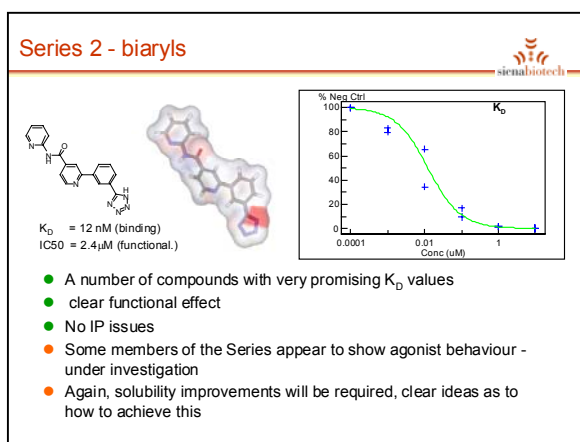 Series 2 - biaryls
sienabiotech
N
N
H
O
N
H
N
N
N
N
K_D = 12 nM (binding)
IC50 = 2.4µM (functional.)
% Neg Ctrl
K_D
100
80
60
40
20
0
0.0001
0.01
1
Conc (uM)
A number of compounds with very promising K_D values
clear functional effect
No IP issues
Some members of the Series appear to show agonist behaviour -
under investigation
Again, solubility improvements will be required, clear ideas as to
how to achieve this